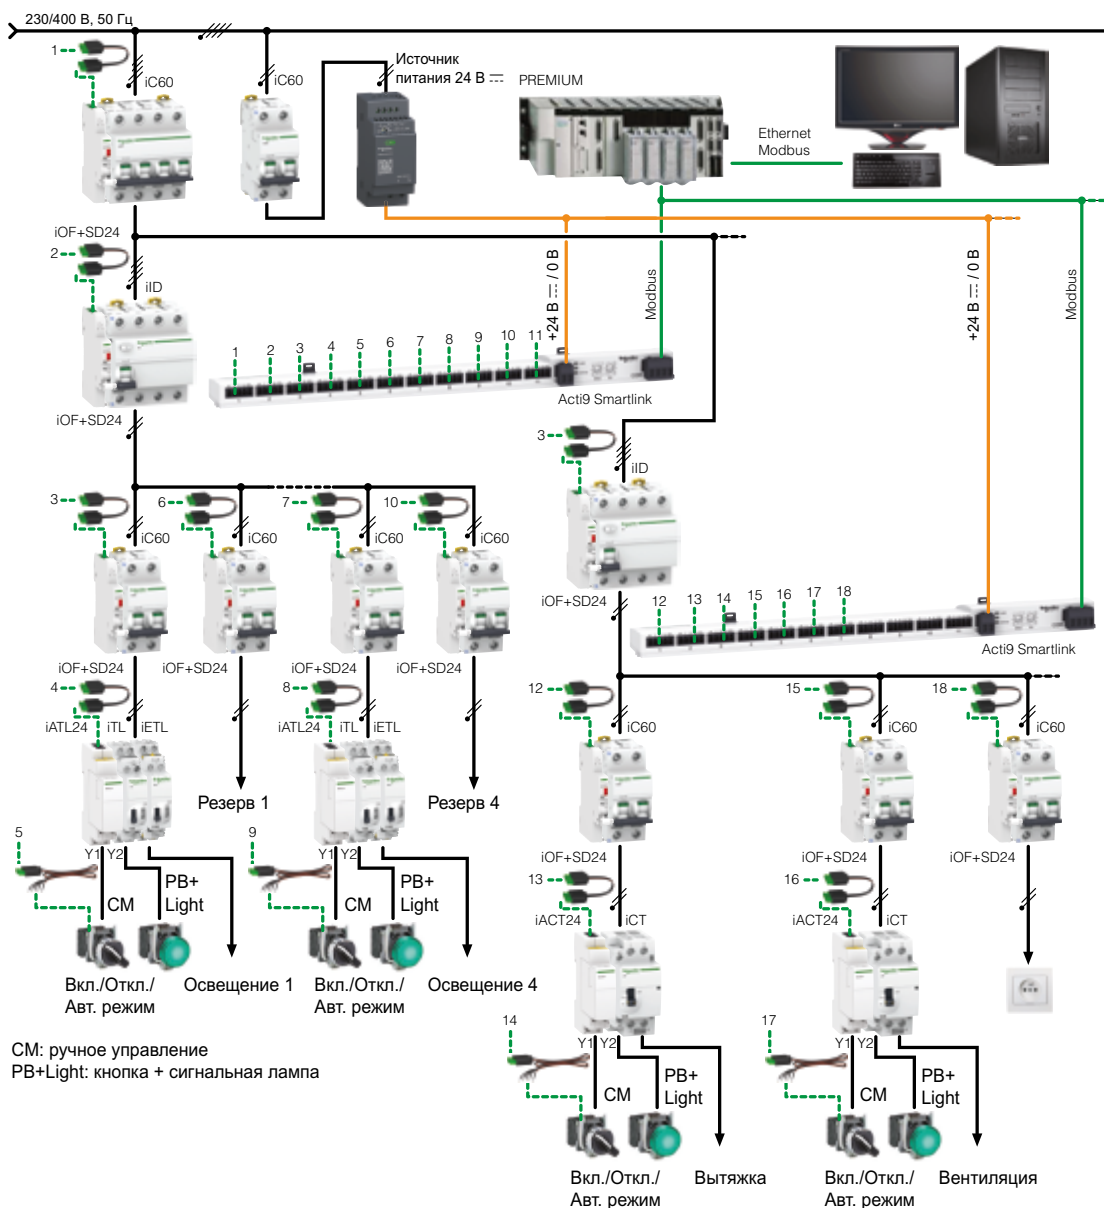 230/400 В, 50 Гц
1
iC60
iC60
Источник
питания 24 В
PREMIUM
Ethernet
Modbus
iOF+SD24
2
iID
+24 В / 0 В
Modbus
+24 В / 0 В
Modbus
1 2 3 4 5 6 7 8 9 10 11
Acti9 Smartlink
iOF+SD24
3
iID
3
6
7
10
iC60
iC60
iC60
iC60
iOF+SD24
12 13 14 15 16 17 18
Acti9 Smartlink
iOF+SD24
iOF+SD24
iOF+SD24
iOF+SD24
4
8
12
15
18
iATL24 iTL iETL
iATL24 iTL iETL
iC60
iC60
iC60
Резерв 1
Резерв 4
5
Y1 Y2
9
Y1 Y2
iOF+SD24
iOF+SD24
iOF+SD24
CM
PB+
Light
CM
PB+
Light
13
16
iACT24
iCT
iACT24
iCT
Вкл./Откл./
Авт. режим
Освещение 1
Вкл./Откл./
Авт. режим
Освещение 4
CM: ручное управление
PB+Light: кнопка + сигнальная лампа
14
Y1 Y2
17
Y1 Y2
CM
PB+
Light
CM
PB+
Light
Вкл./Откл./
Авт. режим
Вытяжка
Вкл./Откл./
Авт. режим
Вентиляция